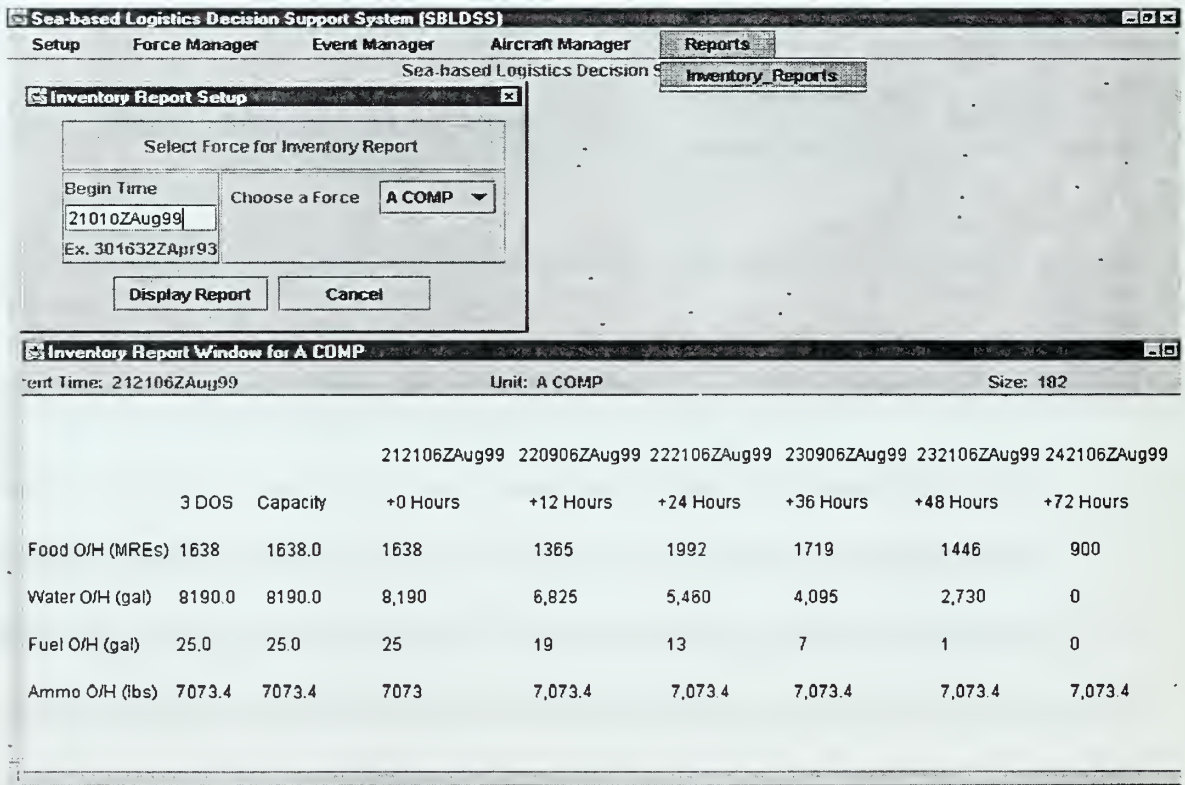 Sea-based Logistics Decision Support System (SBLDSS)
Setup Force Manager Event Manager Aircraft Manager Reports
Sea-based Logistics Decision S
Inventory_Reports
Inventory Report Setup
Select Force for Inventory Report
Begin Time
Choose a Force A COMP
21010ZAug99
Ex. 301632ZApr93
Display Report Cancel
Inventory Report Window for A COMP
rent Time: 212106ZAug99 Unit: A COMP Size: 182
212106ZAug99 220906ZAug99 222106ZAug99 230906ZAug99 232106ZAug99 242106ZAug99
3 DOS Capacity +0 Hours +12 Hours +24 Hours +36 Hours +48 Hours +72 Hours
Food O/H (MREs) 1638 1638.0 1638 1365 1992 1719 1446 900
Water O/H (gal) 8190.0 8190.0 8,190 6,825 5,460 4,095 2,730 0
Fuel O/H (gal) 25.0 25.0 25 19 13 7 1 0
Ammo O/H (lbs) 7073.4 7073.4 7073 7,073.4 7,073.4 7,073.4 7,073.4 7,073.4